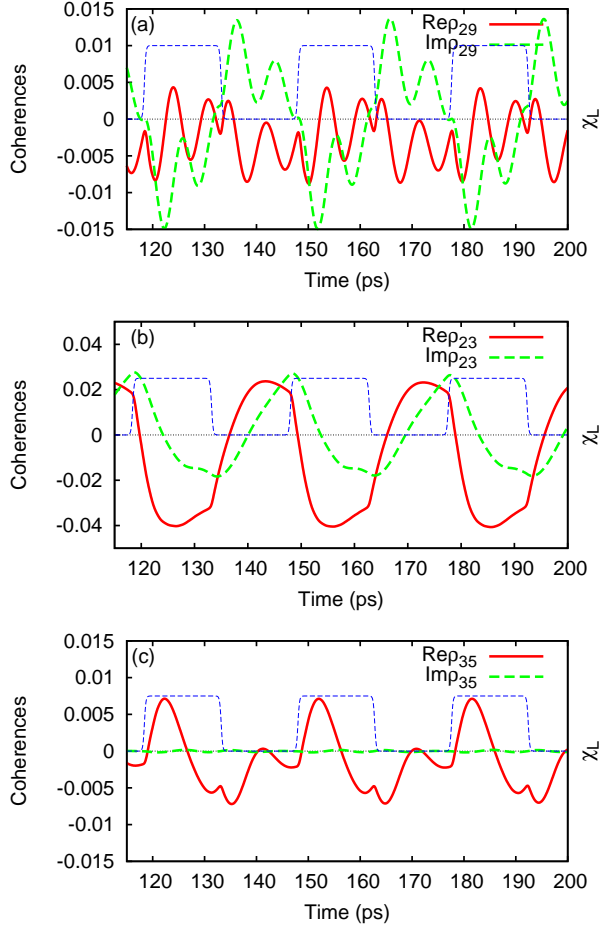 (a)
Reρ29
Imρ29
0.015
0.01
0.005
0
-0.005
-0.01
-0.015
Coherences
χL
120 130 140 150 160 170 180 190 200
Time (ps)
(b)
Reρ23
Imρ23
0.04
0.02
0
-0.02
-0.04
Coherences
χL
120 130 140 150 160 170 180 190 200
Time (ps)
(c)
Reρ35
Imρ35
0.015
0.01
0.005
0
-0.005
-0.01
-0.015
Coherences
χL
120 130 140 150 160 170 180 190 200
Time (ps)